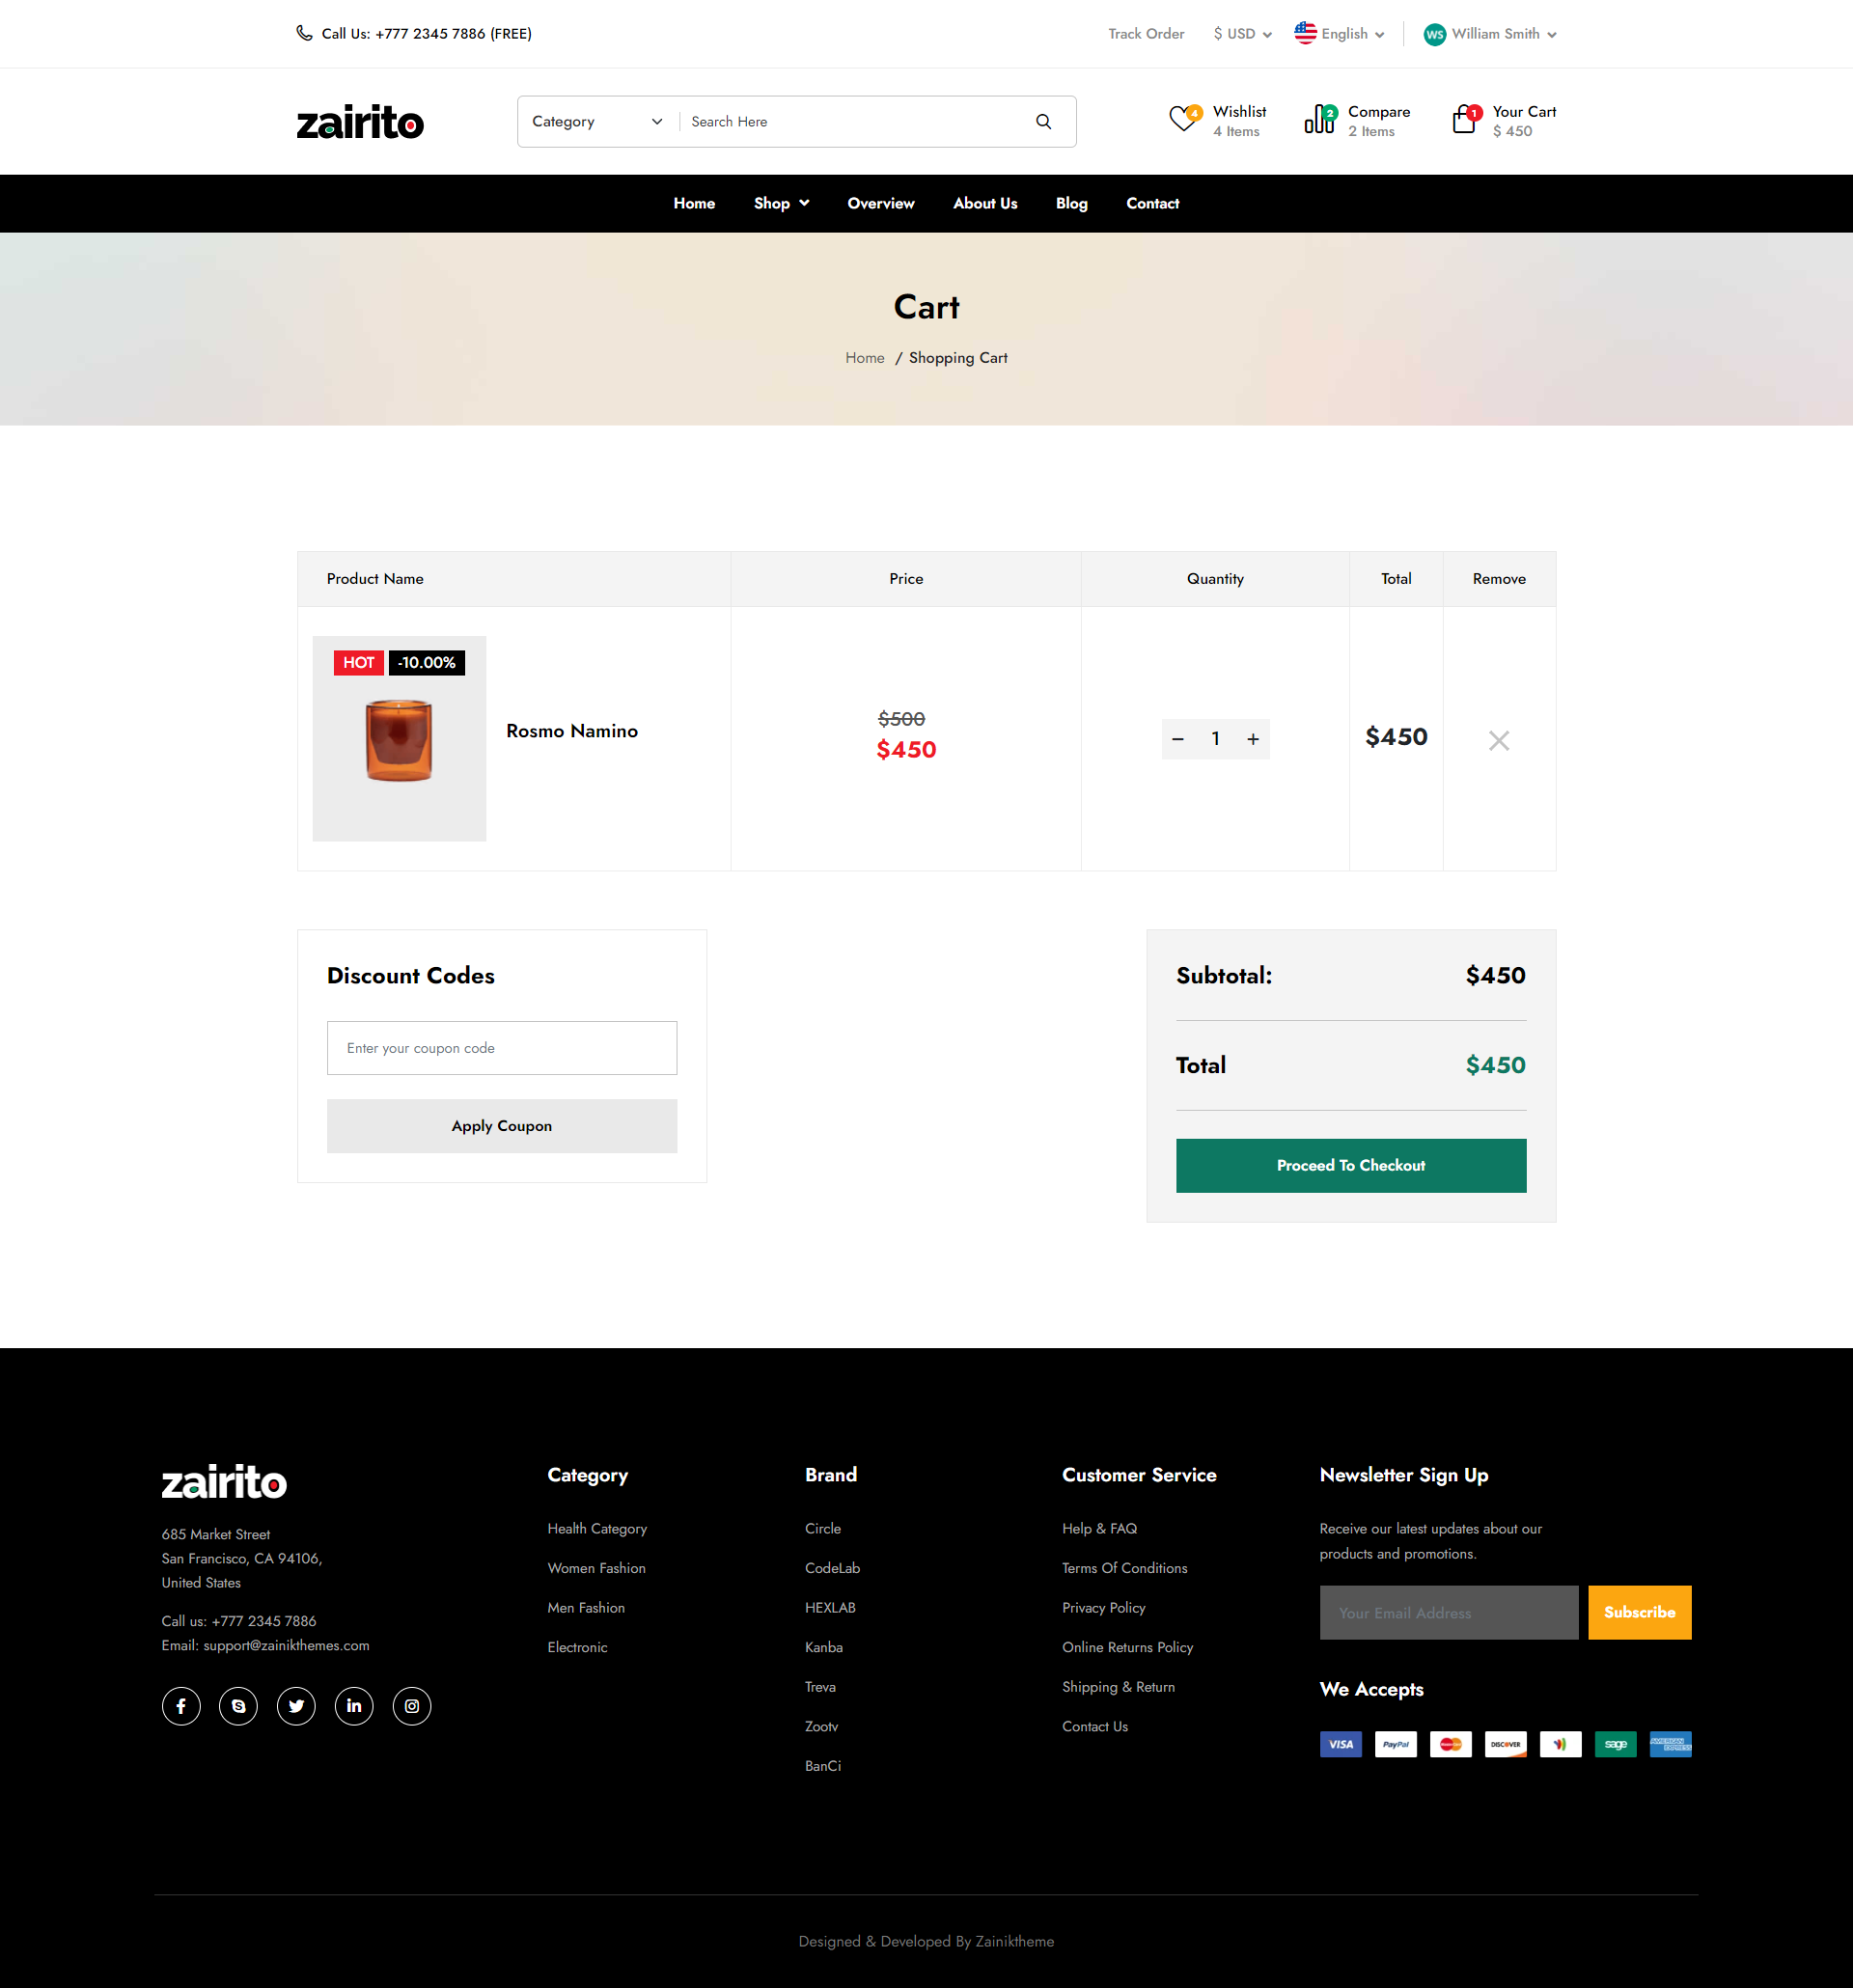 Call Us: +777 2345 7886 (FREE)
Track Order
$ USD
English
WS
William Smith
zairito
Category
Search Here
4
Wishlist
4 Items
2
Compare
2 Items
1
Your Cart
$ 450
Home
Shop
Overview
About Us
Blog
Contact
Cart
Home / Shopping Cart
Product Name
Price
Quantity
Total
Remove
HOT
-10.00%
Rosmo Namino
$500
$450
− 1 +
$450
Discount Codes
Enter your coupon code
Apply Coupon
Subtotal:
$450
Total
$450
Proceed To Checkout
zairito
685 Market Street
San Francisco, CA 94106,
United States
Call us: +777 2345 7886
Email: support@zainikthemes.com
Category
Health Category
Women Fashion
Men Fashion
Electronic
Brand
Circle
CodeLab
HEXLAB
Kanba
Treva
Zootv
BanCi
Customer Service
Help & FAQ
Terms Of Conditions
Privacy Policy
Online Returns Policy
Shipping & Return
Contact Us
Newsletter Sign Up
Receive our latest updates about our
products and promotions.
Your Email Address
Subscribe
We Accepts
VISA
PayPal
MasterCard
DISCOVER
sage
AMERICAN
EXPRESS
Designed & Developed By Zainiktheme